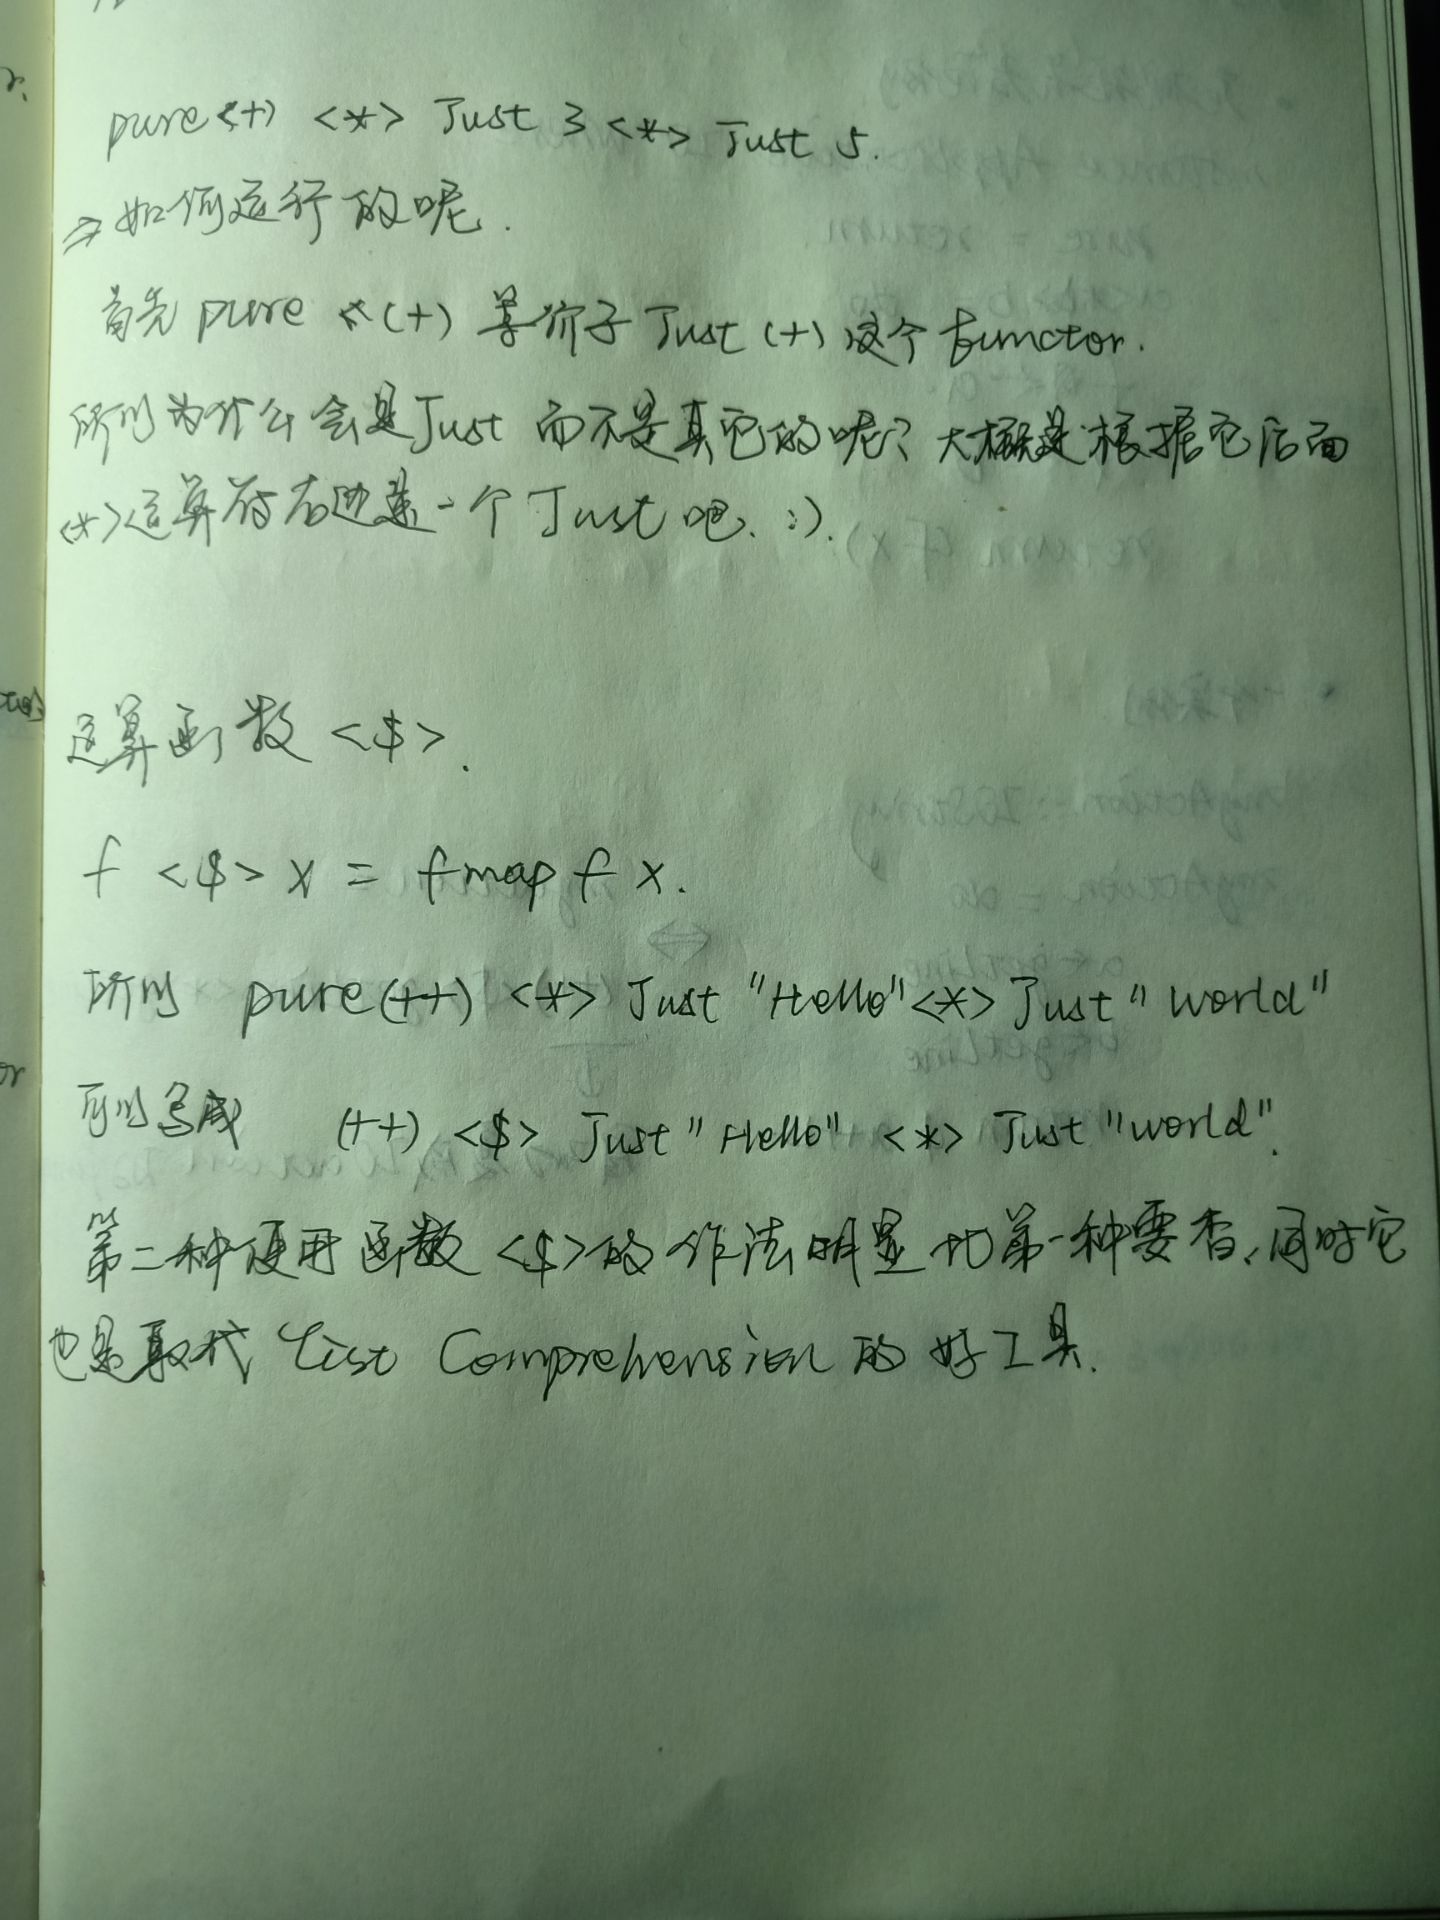 pure (+) <*> Just 3 <*> Just 5.
⇒ 如何运行的呢.
首先 pure (+) 等价于 Just (+) 这个 functor.
所以为什么会是 Just 而不是其它的呢? 大概是根据它后面
<*>运算符右边是一个 Just 吧. :).
运算函数 <$>.
f <$> x = fmap f x.
所以 pure (++) <*> Just "Hello" <*> Just "world"
可以写成 (++) <$> Just "Hello" <*> Just "world".
第二种使用函数 <$> 的作法明显比第一种要香, 同时它
也是取代 List Comprehension 的好工具.